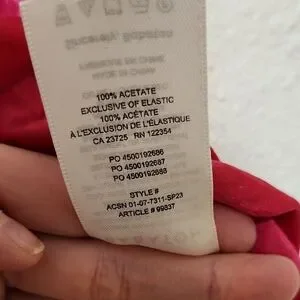 100% ACETATE
EXCLUSIVE OF ELASTIC
100% ACÉTATE
À L'EXCLUSION DE L'ÉLASTIQUE
CA 23725 RN 122354
PO 4500192686
PO 4500192687
PO 4500192688
STYLE #
ACSN 01-07-7311-SP23
ARTICLE # 99837